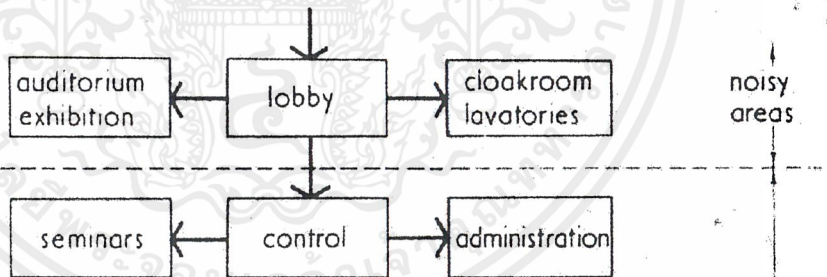 auditorium
exhibition
lobby
cloakroom
lavatories
noisy
areas
seminars
control
administration